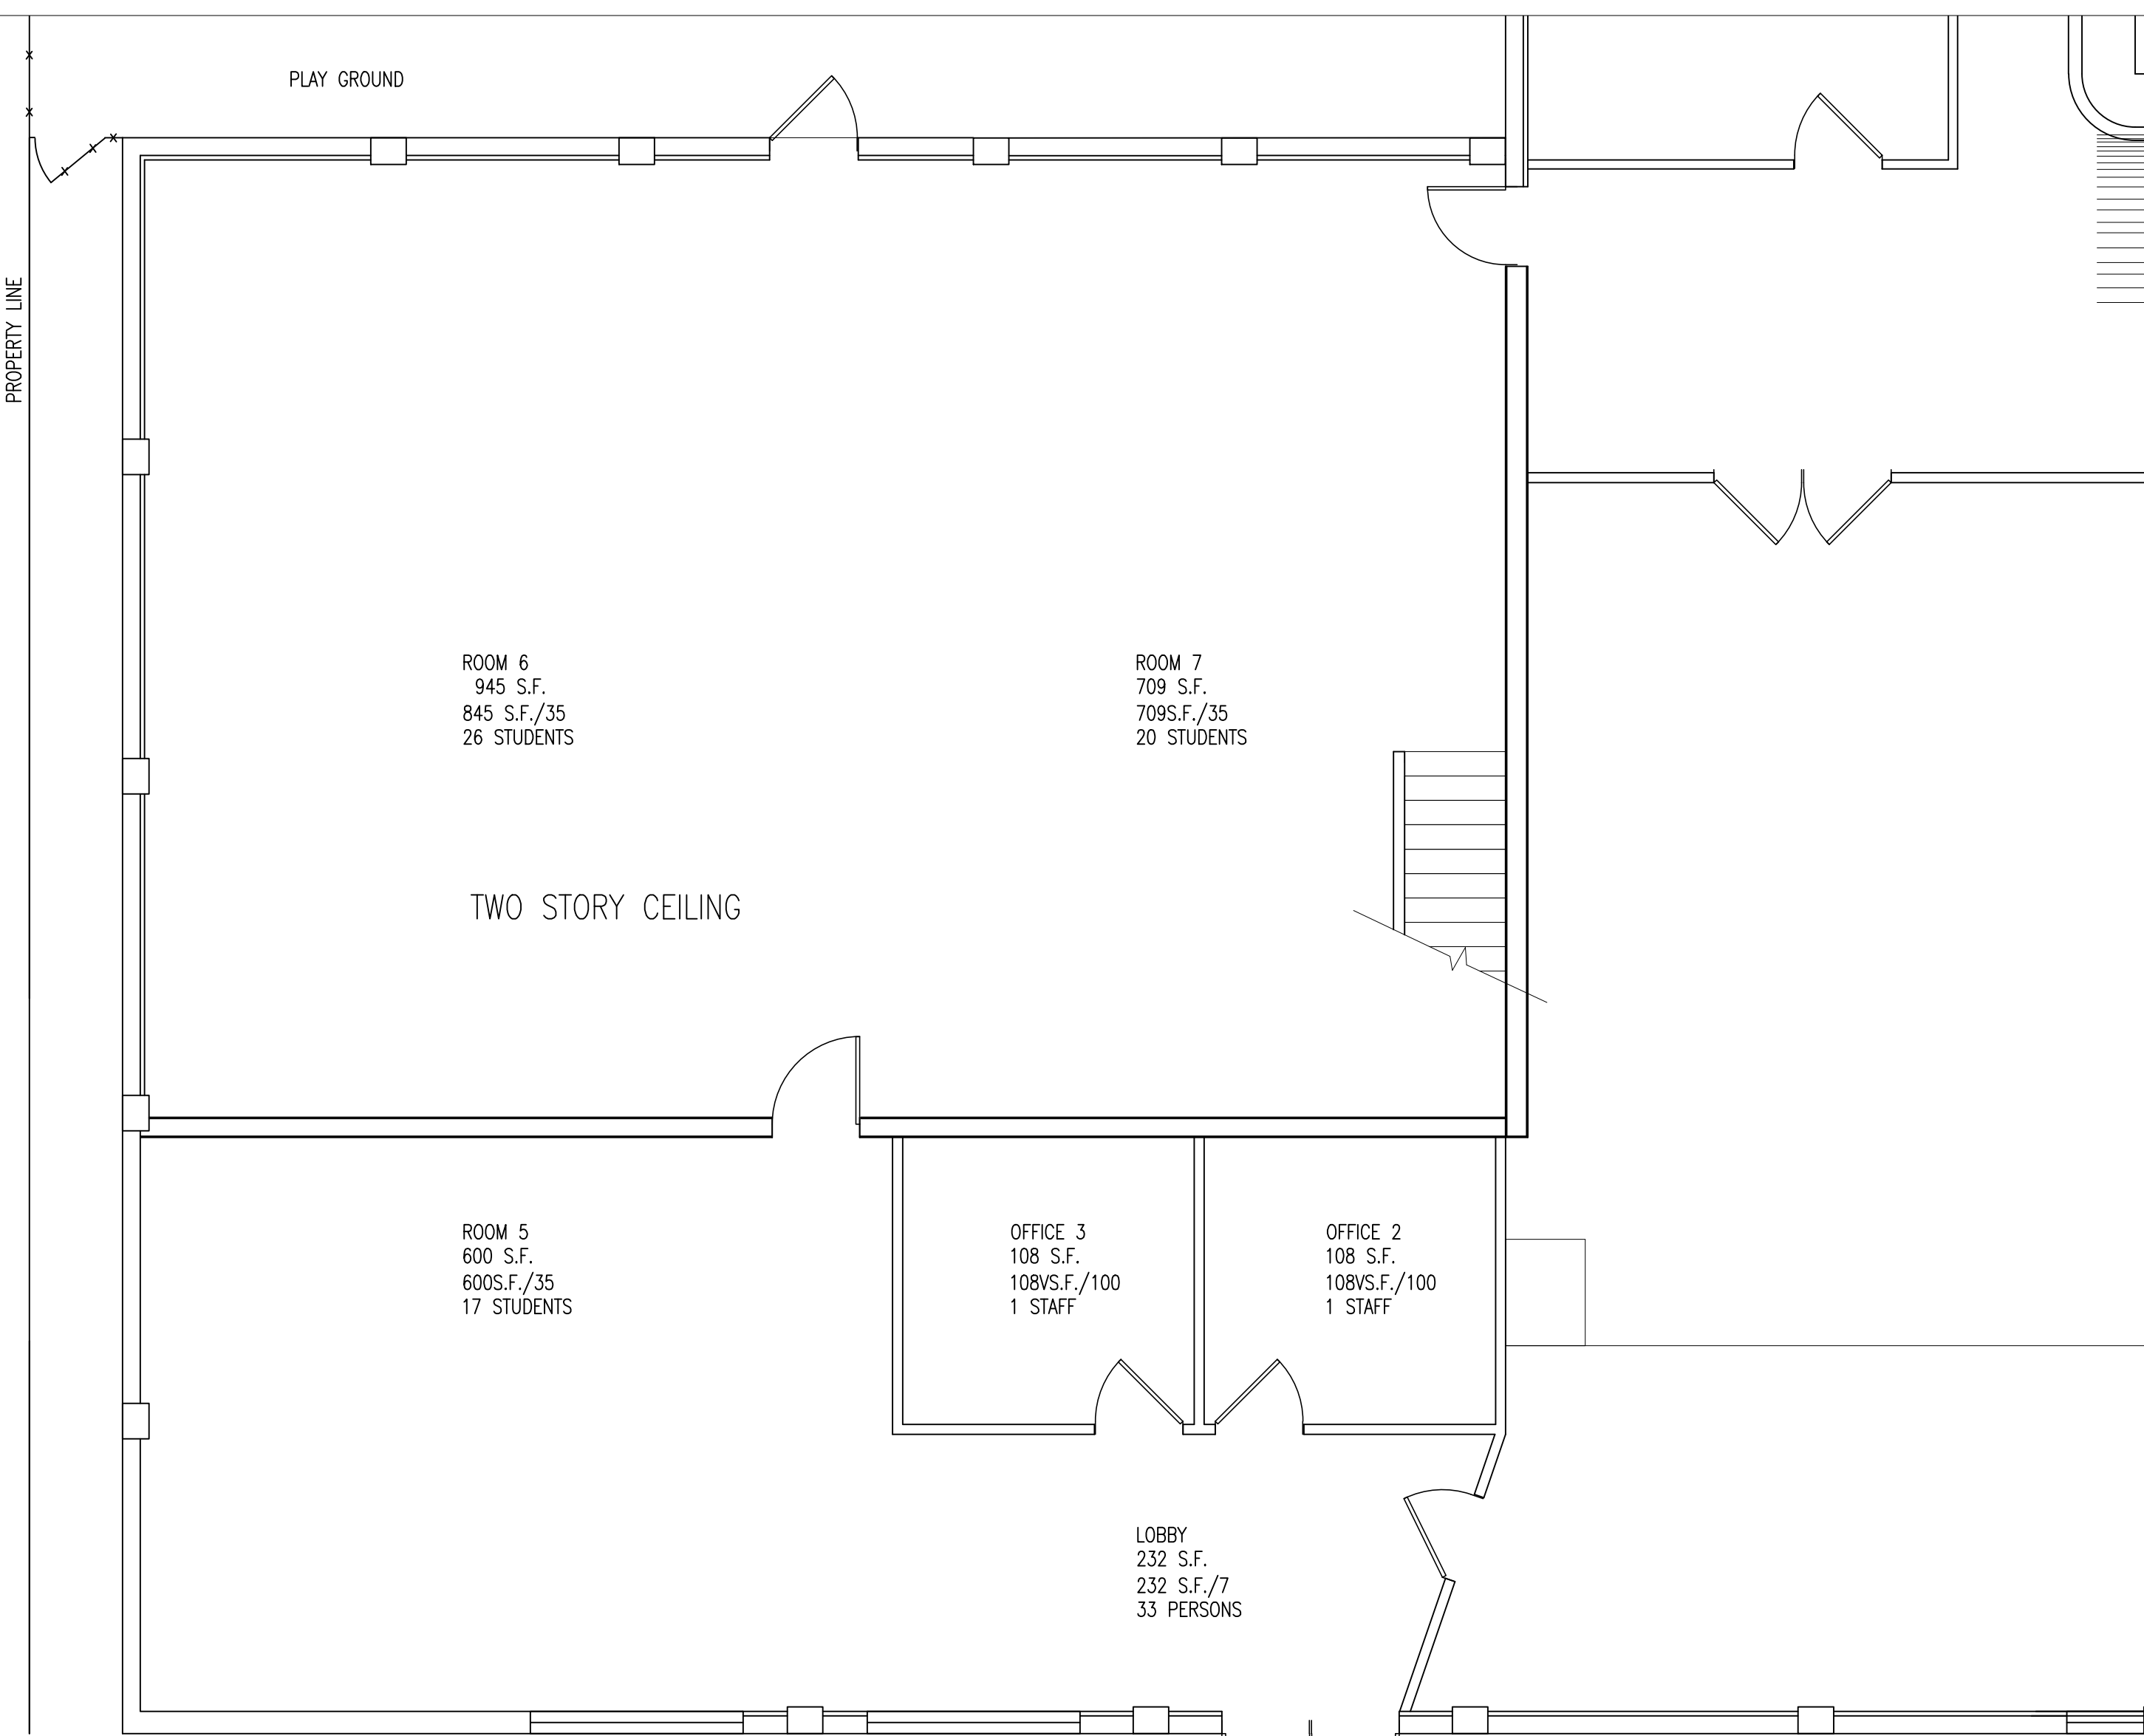 PLAY GROUND
PROPERTY LINE
ROOM 6
945 S.F.
845 S.F./35
26 STUDENTS
ROOM 7
709 S.F.
709S.F./35
20 STUDENTS
TWO STORY CEILING
ROOM 5
600 S.F.
600S.F./35
17 STUDENTS
OFFICE 3
108 S.F.
108VS.F./100
1 STAFF
OFFICE 2
108 S.F.
108VS.F./100
1 STAFF
LOBBY
232 S.F.
232 S.F./7
33 PERSONS